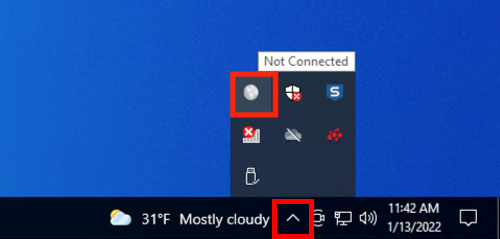 Not Connected
S
31°F Mostly cloudy
11:42 AM
1/13/2022